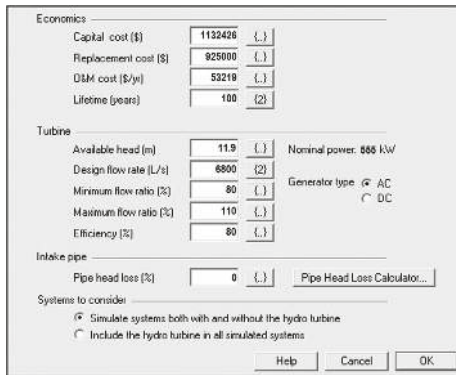 Economics
Capital cost ($) 1132426 {..}
Replacement cost ($) 925000 {..}
O&M cost ($/yr) 53219 {..}
Lifetime (years) 100 {2}
Turbine
Available head (m) 11.9 {..} Nominal power: 666 kW
Design flow rate (L/s) 6800 {2}
Minimum flow ratio (%) 80 {..} Generator type AC
Maximum flow ratio (%) 110 {..} DC
Efficiency (%) 80 {..}
Intake pipe
Pipe head loss (%) 0 {..} Pipe Head Loss Calculator...
Systems to consider
Simulate systems both with and without the hydro turbine
Include the hydro turbine in all simulated systems
Help Cancel OK